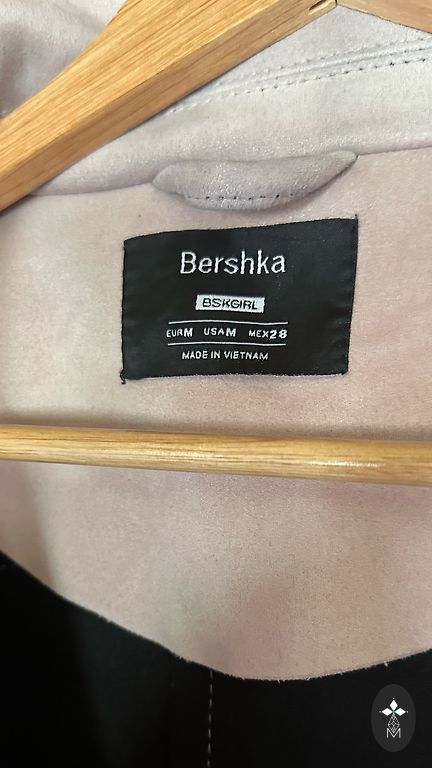 Bershka
BSKGIRL
EURM USAM MEX28
MADE IN VIETNAM
M